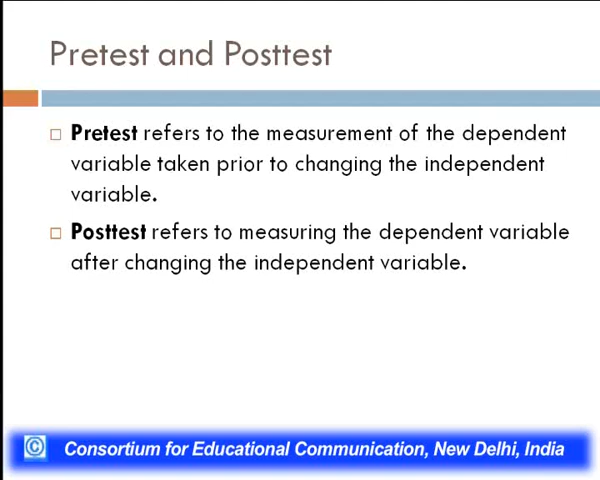 Pretest and Posttest
Pretest refers to the measurement of the dependent
variable taken prior to changing the independent
variable.
Posttest refers to measuring the dependent variable
after changing the independent variable.
© Consortium for Educational Communication, New Delhi, India